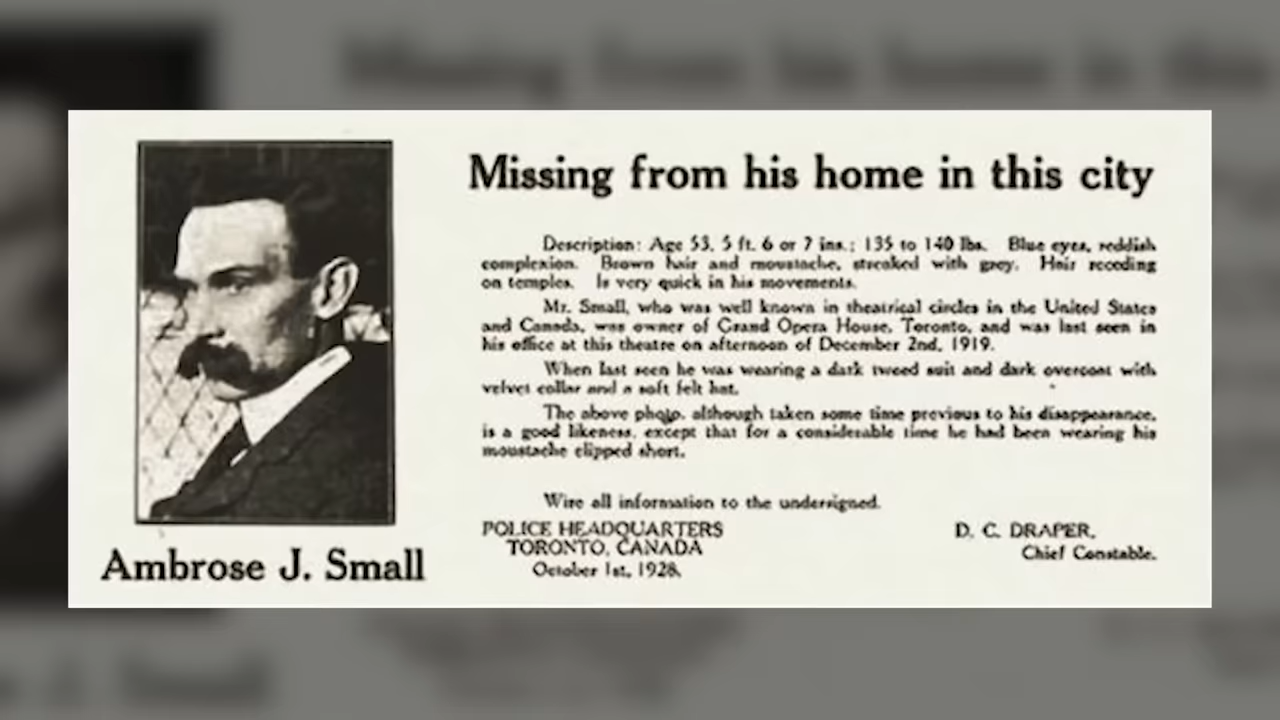 Missing from his home in this city
Description: Age 53, 5 ft. 6 or 7 ins.; 135 to 140 lbs. Blue eyes, reddish
complexion. Brown hair and moustache, streaked with grey. Hair receding
on temples. Is very quick in his movements.
Mr. Small, who was well known in theatrical circles in the United States
and Canada, was owner of Grand Opera House, Toronto, and was last seen in
his office at this theatre on afternoon of December 2nd, 1919.
When last seen he was wearing a dark tweed suit and dark overcoat with
velvet collar and a soft felt hat.
The above photo, although taken some time previous to his disappearance,
is a good likeness, except that for a considerable time he had been wearing his
moustache clipped short.
Wire all information to the undersigned.
POLICE HEADQUARTERS
TORONTO, CANADA
October 1st, 1928.
D. C. DRAPER,
Chief Constable.
Ambrose J. Small